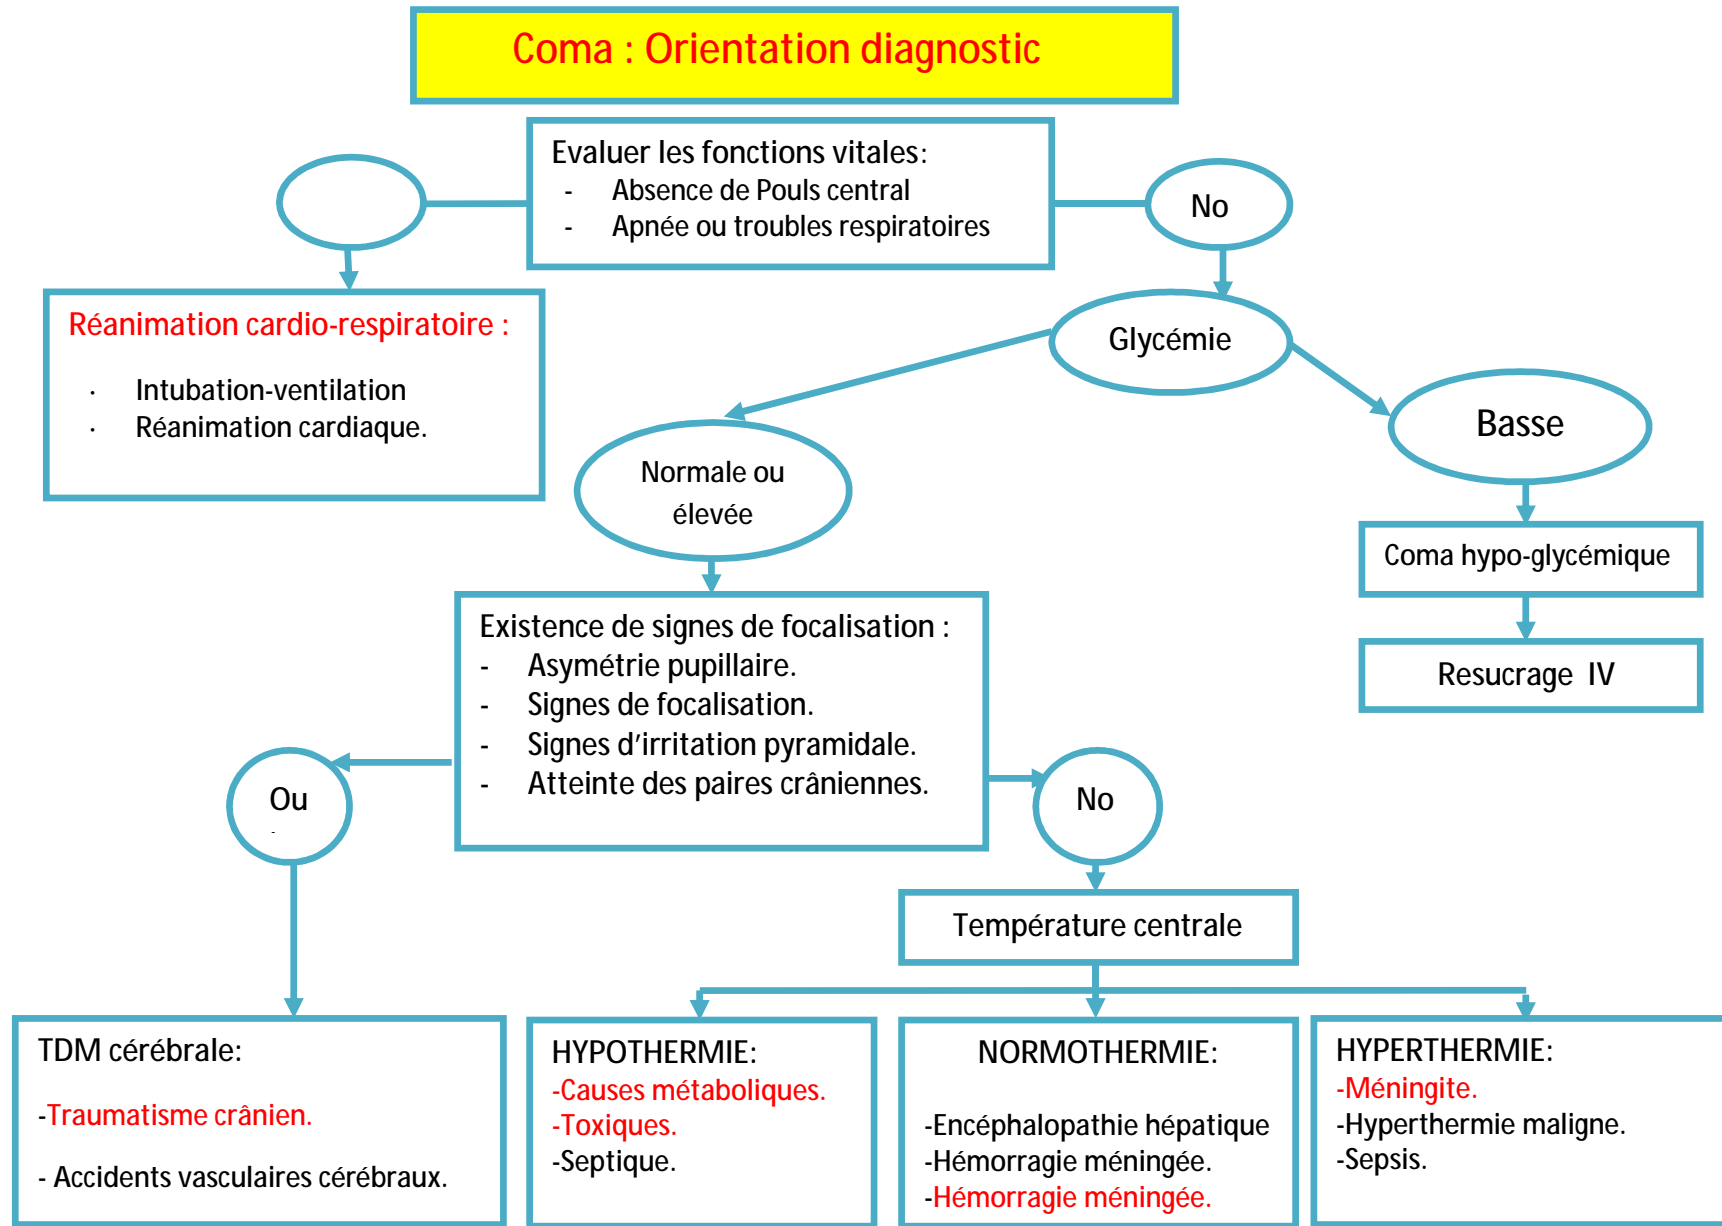 Coma : Orientation diagnostic
Evaluer les fonctions vitales:
- Absence de Pouls central
- Apnée ou troubles respiratoires
No
Réanimation cardio-respiratoire :
· Intubation-ventilation
· Réanimation cardiaque.
Glycémie
Basse
Normale ou
élevée
Coma hypo-glycémique
Resucrage IV
Existence de signes de focalisation :
- Asymétrie pupillaire.
- Signes de focalisation.
- Signes d'irritation pyramidale.
- Atteinte des paires crâniennes.
Ou
No
Température centrale
TDM cérébrale:
-Traumatisme crânien.
- Accidents vasculaires cérébraux.
HYPOTHERMIE:
-Causes métaboliques.
-Toxiques.
-Septique.
NORMOTHERMIE:
-Encéphalopathie hépatique
-Hémorragie méningée.
-Hémorragie méningée.
HYPERTHERMIE:
-Méningite.
-Hyperthermie maligne.
-Sepsis.